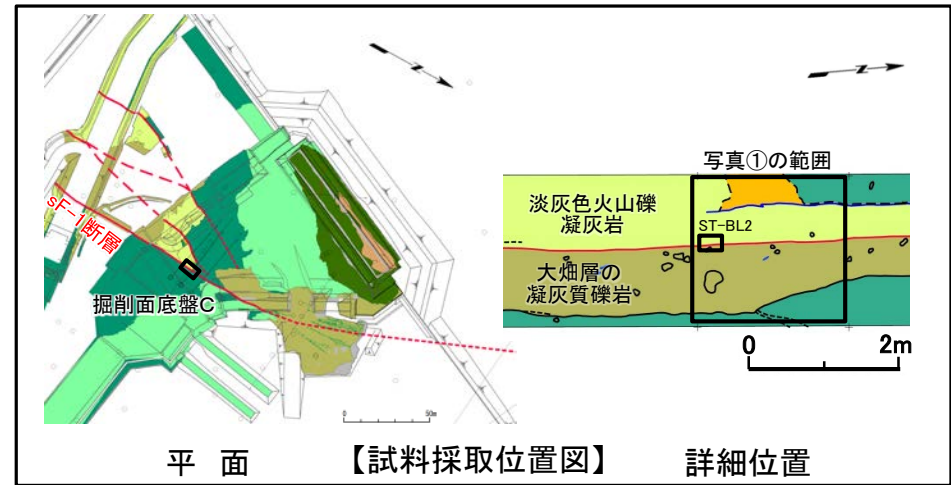 N
sF-1断層
掘削面底盤C
0
50m
N
写真①の範囲
淡灰色火山礫
凝灰岩
ST-BL2
大畑層の
凝灰質礫岩
0
2m
平 面
【試料採取位置図】
詳細位置